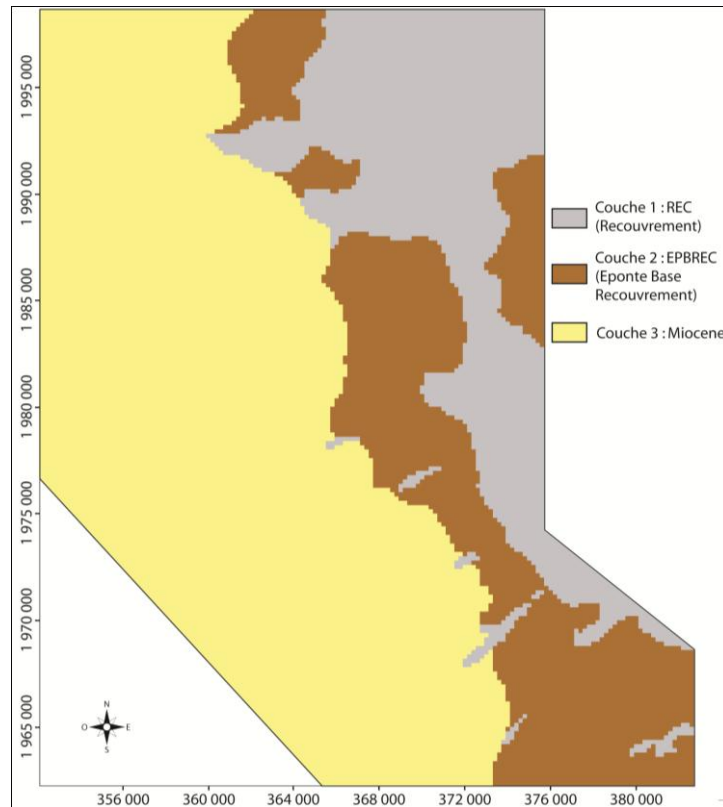 1 995 000
1 990 000
1 985 000
1 980 000
1 975 000
1 970 000
1 965 000
Couche 1 : REC
(Recouvrement)
Couche 2 : EPBREC
(Eponte Base
Recouvrement)
Couche 3 : Miocene
N
O
E
S
356 000
360 000
364 000
368 000
372 000
376 000
380 000